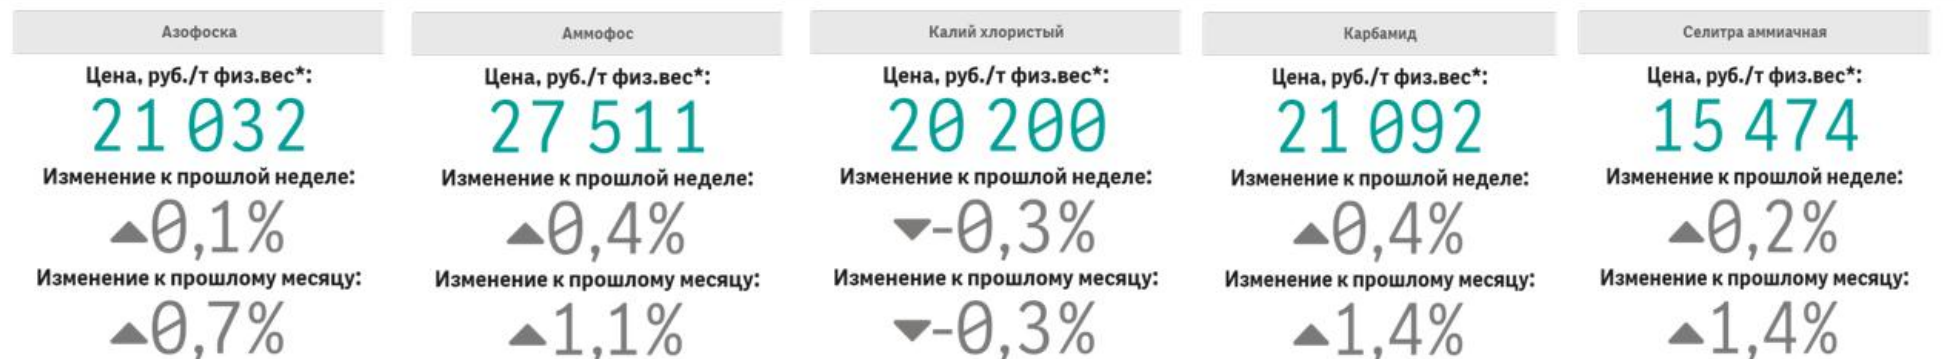 Азофоска
Цена, руб./т физ.вес*:
21 032
Изменение к прошлой неделе:
▲0,1%
Изменение к прошлому месяцу:
▲0,7%
Аммофос
Цена, руб./т физ.вес*:
27 511
Изменение к прошлой неделе:
▲0,4%
Изменение к прошлому месяцу:
▲1,1%
Калий хлористый
Цена, руб./т физ.вес*:
20 200
Изменение к прошлой неделе:
▼-0,3%
Изменение к прошлому месяцу:
▼-0,3%
Карбамид
Цена, руб./т физ.вес*:
21 092
Изменение к прошлой неделе:
▲0,4%
Изменение к прошлому месяцу:
▲1,4%
Селитра аммиачная
Цена, руб./т физ.вес*:
15 474
Изменение к прошлой неделе:
▲0,2%
Изменение к прошлому месяцу:
▲1,4%